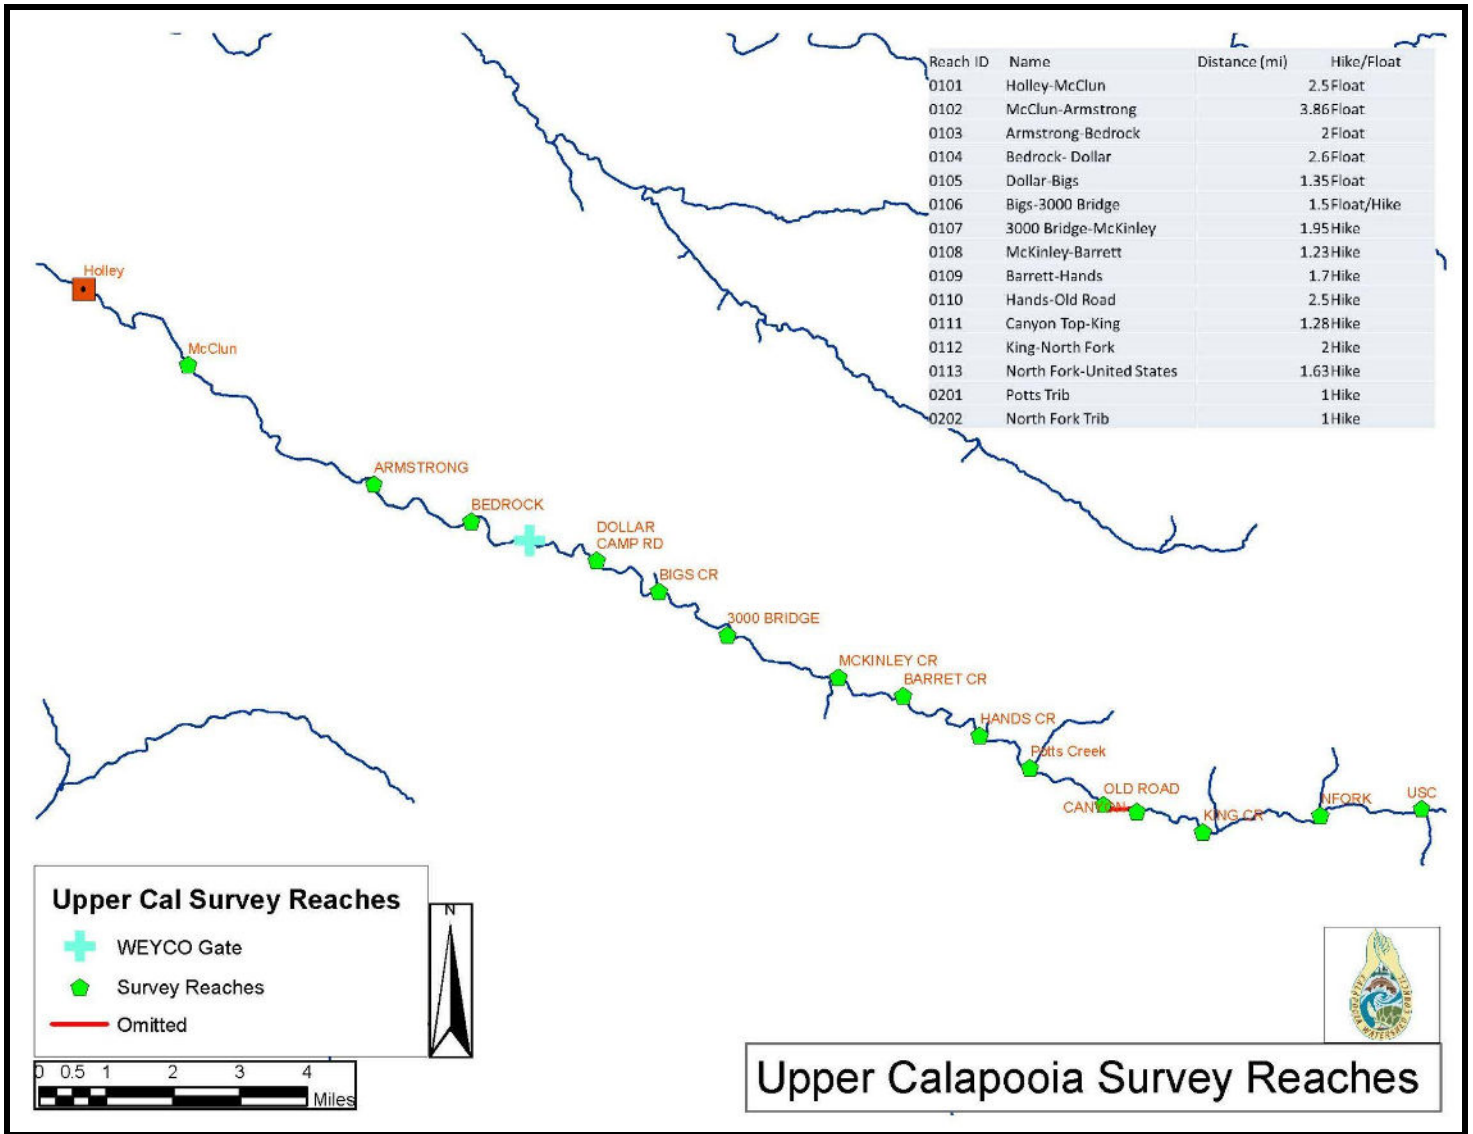 Reach ID Name Distance (mi) Hike/Float
0101 Holley-McClun 2.5 Float
0102 McClun-Armstrong 3.86 Float
0103 Armstrong-Bedrock 2 Float
0104 Bedrock- Dollar 2.6 Float
0105 Dollar-Bigs 1.35 Float
0106 Bigs-3000 Bridge 1.5 Float/Hike
0107 3000 Bridge-McKinley 1.95 Hike
0108 McKinley-Barrett 1.23 Hike
0109 Barrett-Hands 1.7 Hike
0110 Hands-Old Road 2.5 Hike
0111 Canyon Top-King 1.28 Hike
0112 King-North Fork 2 Hike
0113 North Fork-United States 1.63 Hike
0201 Potts Trib 1 Hike
0202 North Fork Trib 1 Hike
Holley
McClun
ARMSTRONG
BEDROCK
DOLLAR
CAMP RD
BIGS CR
3000 BRIDGE
MCKINLEY CR
BARRET CR
HANDS CR
Potts Creek
OLD ROAD
CANYON
KING CR
NFORK
USC
Upper Cal Survey Reaches
WEYCO Gate
Survey Reaches
Omitted
N
0 0.5 1 2 3 4
Miles
CALAPOOIA WATERSHED COUNCIL
Upper Calapooia Survey Reaches